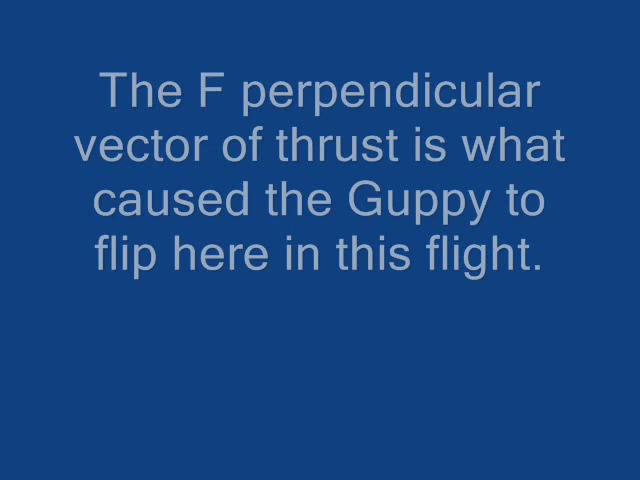 The F perpendicular
vector of thrust is what
caused the Guppy to
flip here in this flight.